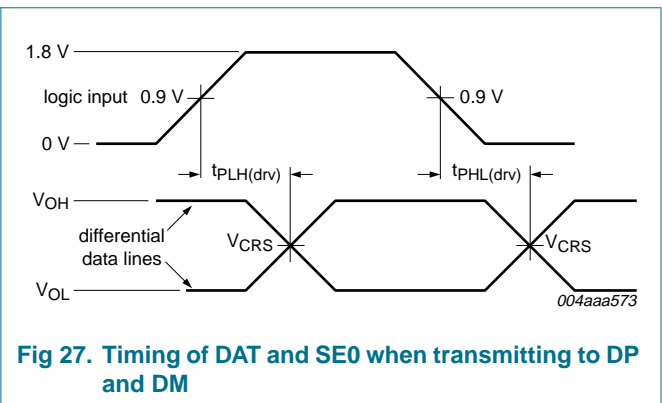 1.8 V
logic input 0.9 V
0.9 V
0 V
tPLH(drv)
tPHL(drv)
VOH
differential
data lines
VCRS
VCRS
VOL
004aaa573
Fig 27. Timing of DAT and SE0 when transmitting to DP
and DM